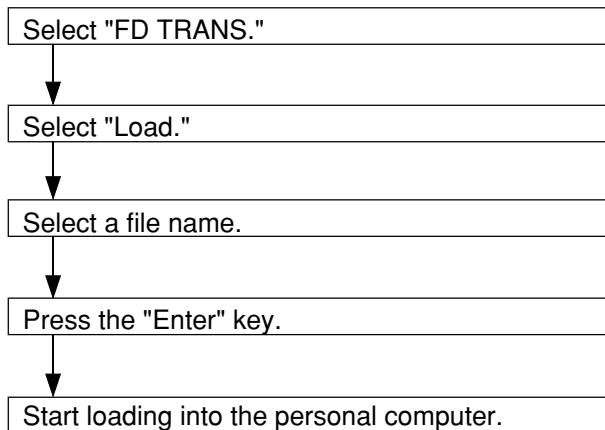 Select "FD TRANS."
Select "Load."
Select a file name.
Press the "Enter" key.
Start loading into the personal computer.